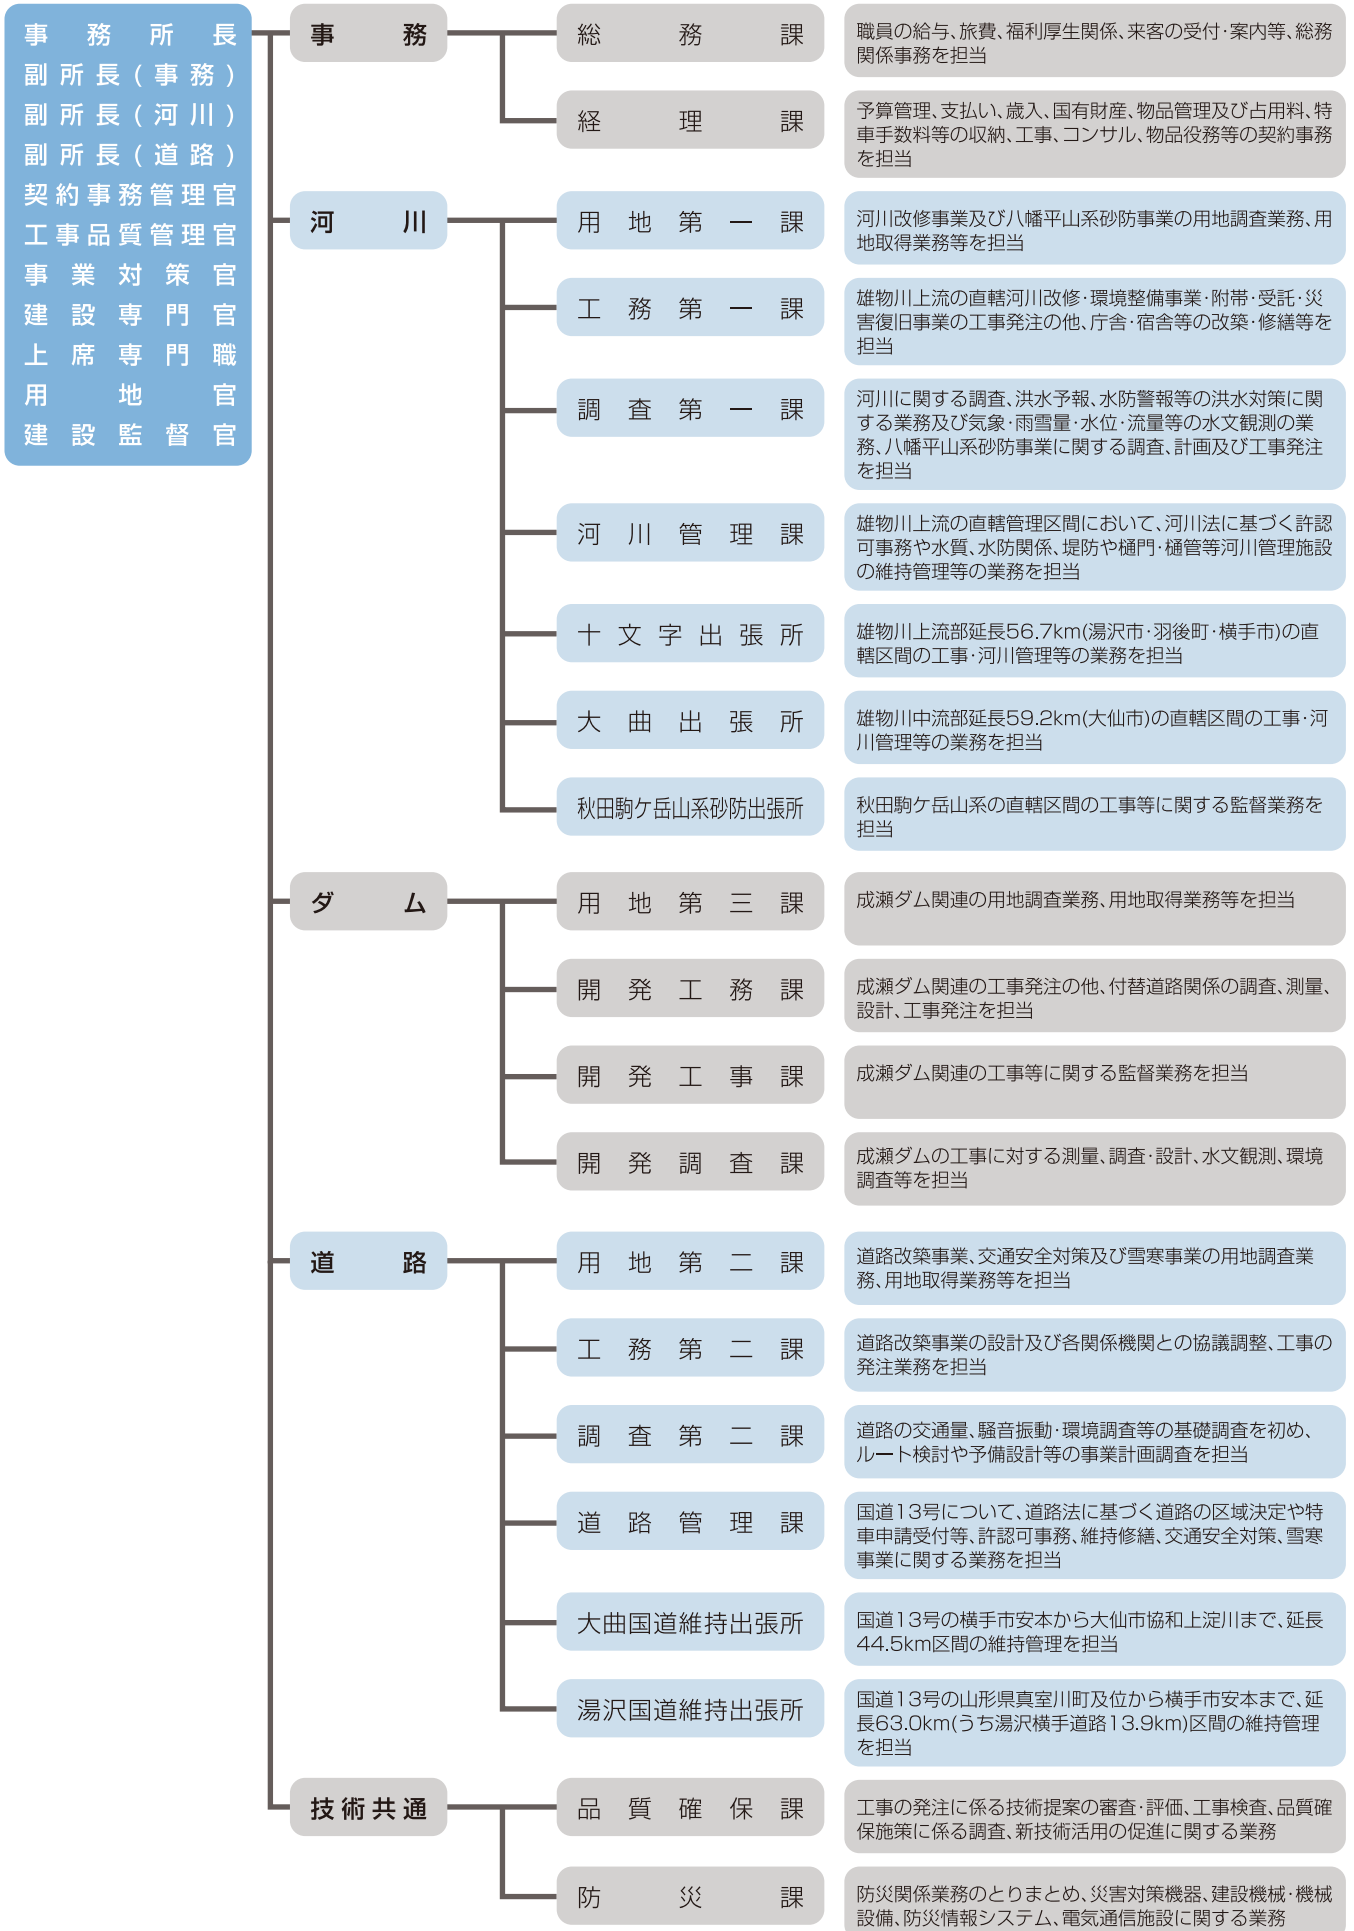 事務所長
副所長(事務)
副所長(河川)
副所長(道路)
契約事務管理官
工事品質管理官
事業対策官
建設専門官
上席専門職
用地官
建設監督官
事務
総務課
職員の給与、旅費、福利厚生関係、来客の受付・案内等、総務
関係事務を担当
経理課
予算管理、支払い、歳入、国有財産、物品管理及び占用料、特
車手数料等の収納、工事、コンサル、物品役務等の契約事務
を担当
河川
用地第一課
河川改修事業及び八幡平山系砂防事業の用地調査業務、用
地取得業務等を担当
工務第一課
雄物川上流の直轄河川改修・環境整備事業・附帯・受託・災
害復旧事業の工事発注の他、庁舎・宿舎等の改築・修繕等を
担当
調査第一課
河川に関する調査、洪水予報、水防警報等の洪水対策に関
する業務及び気象・雨雪量・水位・流量等の水文観測の業
務、八幡平山系砂防事業に関する調査、計画及び工事発注
を担当
河川管理課
雄物川上流の直轄管理区間において、河川法に基づく許認
可事務や水質、水防関係、堤防や樋門・樋管等河川管理施設
の維持管理等の業務を担当
十文字出張所
雄物川上流部延長56.7km(湯沢市・羽後町・横手市)の直
轄区間の工事・河川管理等の業務を担当
大曲出張所
雄物川中流部延長59.2km(大仙市)の直轄区間の工事・河
川管理等の業務を担当
秋田駒ケ岳山系砂防出張所
秋田駒ケ岳山系の直轄区間の工事等に関する監督業務を
担当
ダム
用地第三課
成瀬ダム関連の用地調査業務、用地取得業務等を担当
開発工務課
成瀬ダム関連の工事発注の他、付替道路関係の調査、測量、
設計、工事発注を担当
開発工事課
成瀬ダム関連の工事等に関する監督業務を担当
開発調査課
成瀬ダムの工事に対する測量、調査・設計、水文観測、環境
調査等を担当
道路
用地第二課
道路改築事業、交通安全対策及び雪寒事業の用地調査業
務、用地取得業務等を担当
工務第二課
道路改築事業の設計及び各関係機関との協議調整、工事の
発注業務を担当
調査第二課
道路の交通量、騒音振動・環境調査等の基礎調査を初め、
ルート検討や予備設計等の事業計画調査を担当
道路管理課
国道13号について、道路法に基づく道路の区域決定や特
車申請受付等、許認可事務、維持修繕、交通安全対策、雪寒
事業に関する業務を担当
大曲国道維持出張所
国道13号の横手市安本から大仙市協和上淀川まで、延長
44.5km区間の維持管理を担当
湯沢国道維持出張所
国道13号の山形県真室川町及位から横手市安本まで、延
長63.0km(うち湯沢横手道路13.9km)区間の維持管理
を担当
技術共通
品質確保課
工事の発注に係る技術提案の審査・評価、工事検査、品質確
保施策に係る調査、新技術活用の促進に関する業務
防災課
防災関係業務のとりまとめ、災害対策機器、建設機械・機械
設備、防災情報システム、電気通信施設に関する業務